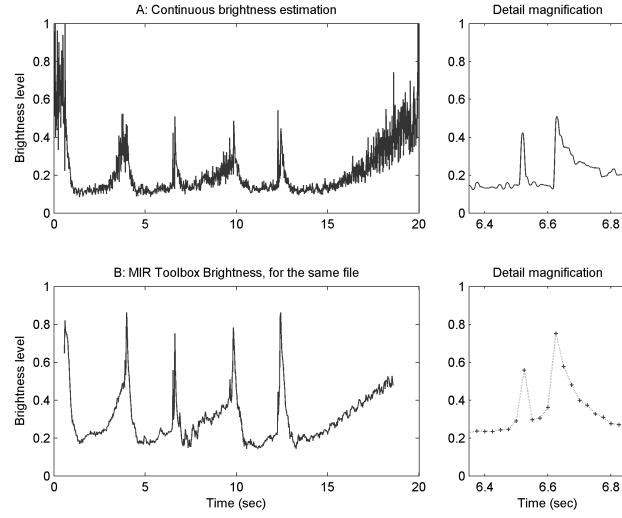 A: Continuous brightness estimation
Detail magnification
Brightness level
1
0.8
0.6
0.4
0.2
0
0 5 10 15 20
1
0.8
0.6
0.4
0.2
0
6.4 6.6 6.8
B: MIR Toolbox Brightness, for the same file
Detail magnification
Brightness level
1
0.8
0.6
0.4
0.2
0
0 5 10 15 20
Time (sec)
1
0.8
0.6
0.4
0.2
0
6.4 6.6 6.8
Time (sec)